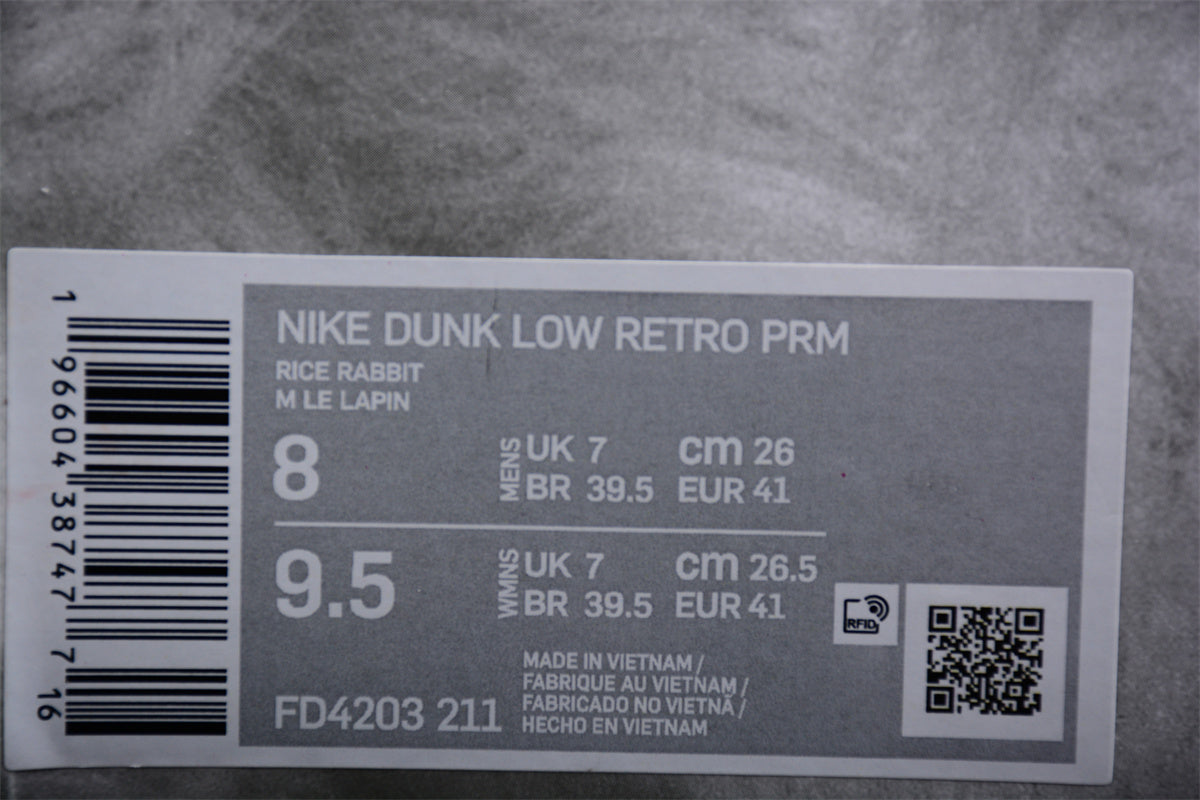 1 96604 38747 7 16
NIKE DUNK LOW RETRO PRM
RICE RABBIT
M LE LAPIN
8 MENS UK 7 cm 26
BR 39.5 EUR 41
9.5 WMNS UK 7 cm 26.5
BR 39.5 EUR 41
RFID
MADE IN VIETNAM /
FABRIQUE AU VIETNAM /
FABRICADO NO VIETNÃ /
HECHO EN VIETNAM
FD4203 211